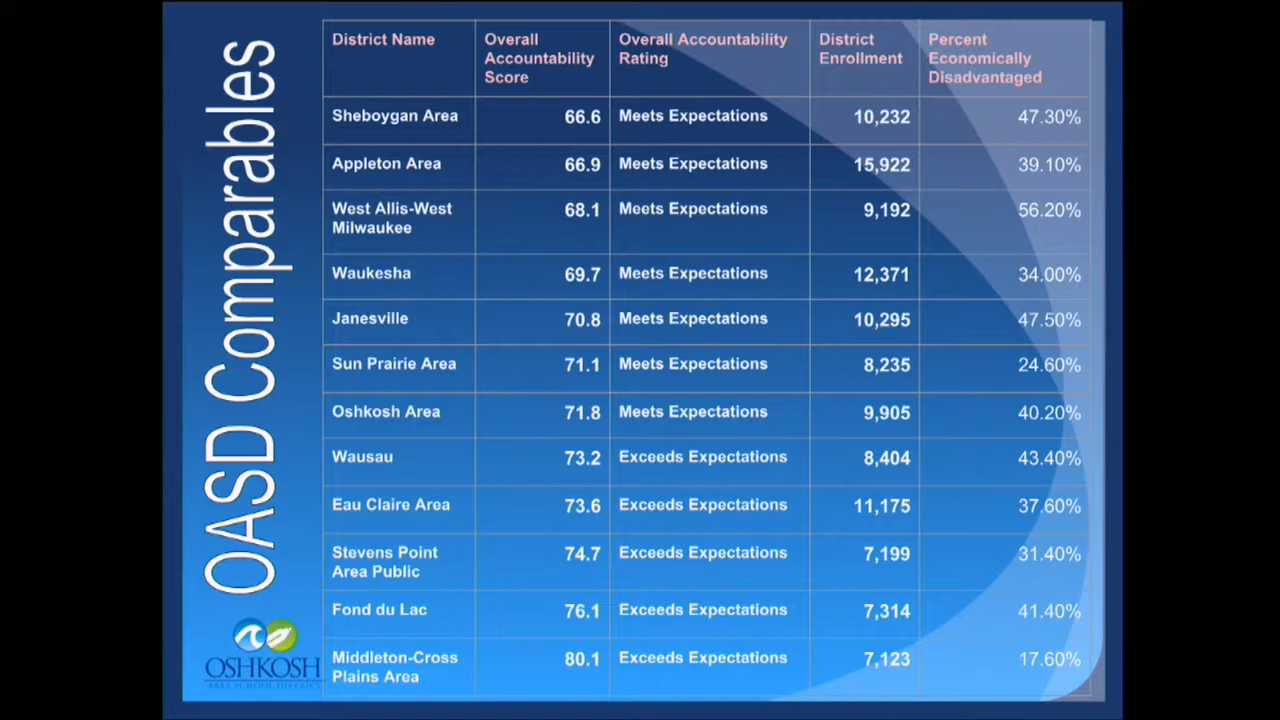 OASD Comparables
District Name Overall Accountability Score Overall Accountability Rating District Enrollment Percent Economically Disadvantaged
Sheboygan Area 66.6 Meets Expectations 10,232 47.30%
Appleton Area 66.9 Meets Expectations 15,922 39.10%
West Allis-West Milwaukee 68.1 Meets Expectations 9,192 56.20%
Waukesha 69.7 Meets Expectations 12,371 34.00%
Janesville 70.8 Meets Expectations 10,295 47.50%
Sun Prairie Area 71.1 Meets Expectations 8,235 24.60%
Oshkosh Area 71.8 Meets Expectations 9,905 40.20%
Wausau 73.2 Exceeds Expectations 8,404 43.40%
Eau Claire Area 73.6 Exceeds Expectations 11,175 37.60%
Stevens Point Area Public 74.7 Exceeds Expectations 7,199 31.40%
Fond du Lac 76.1 Exceeds Expectations 7,314 41.40%
Middleton-Cross Plains Area 80.1 Exceeds Expectations 7,123 17.60%
OSHKOSH
AREA SCHOOL DISTRICT